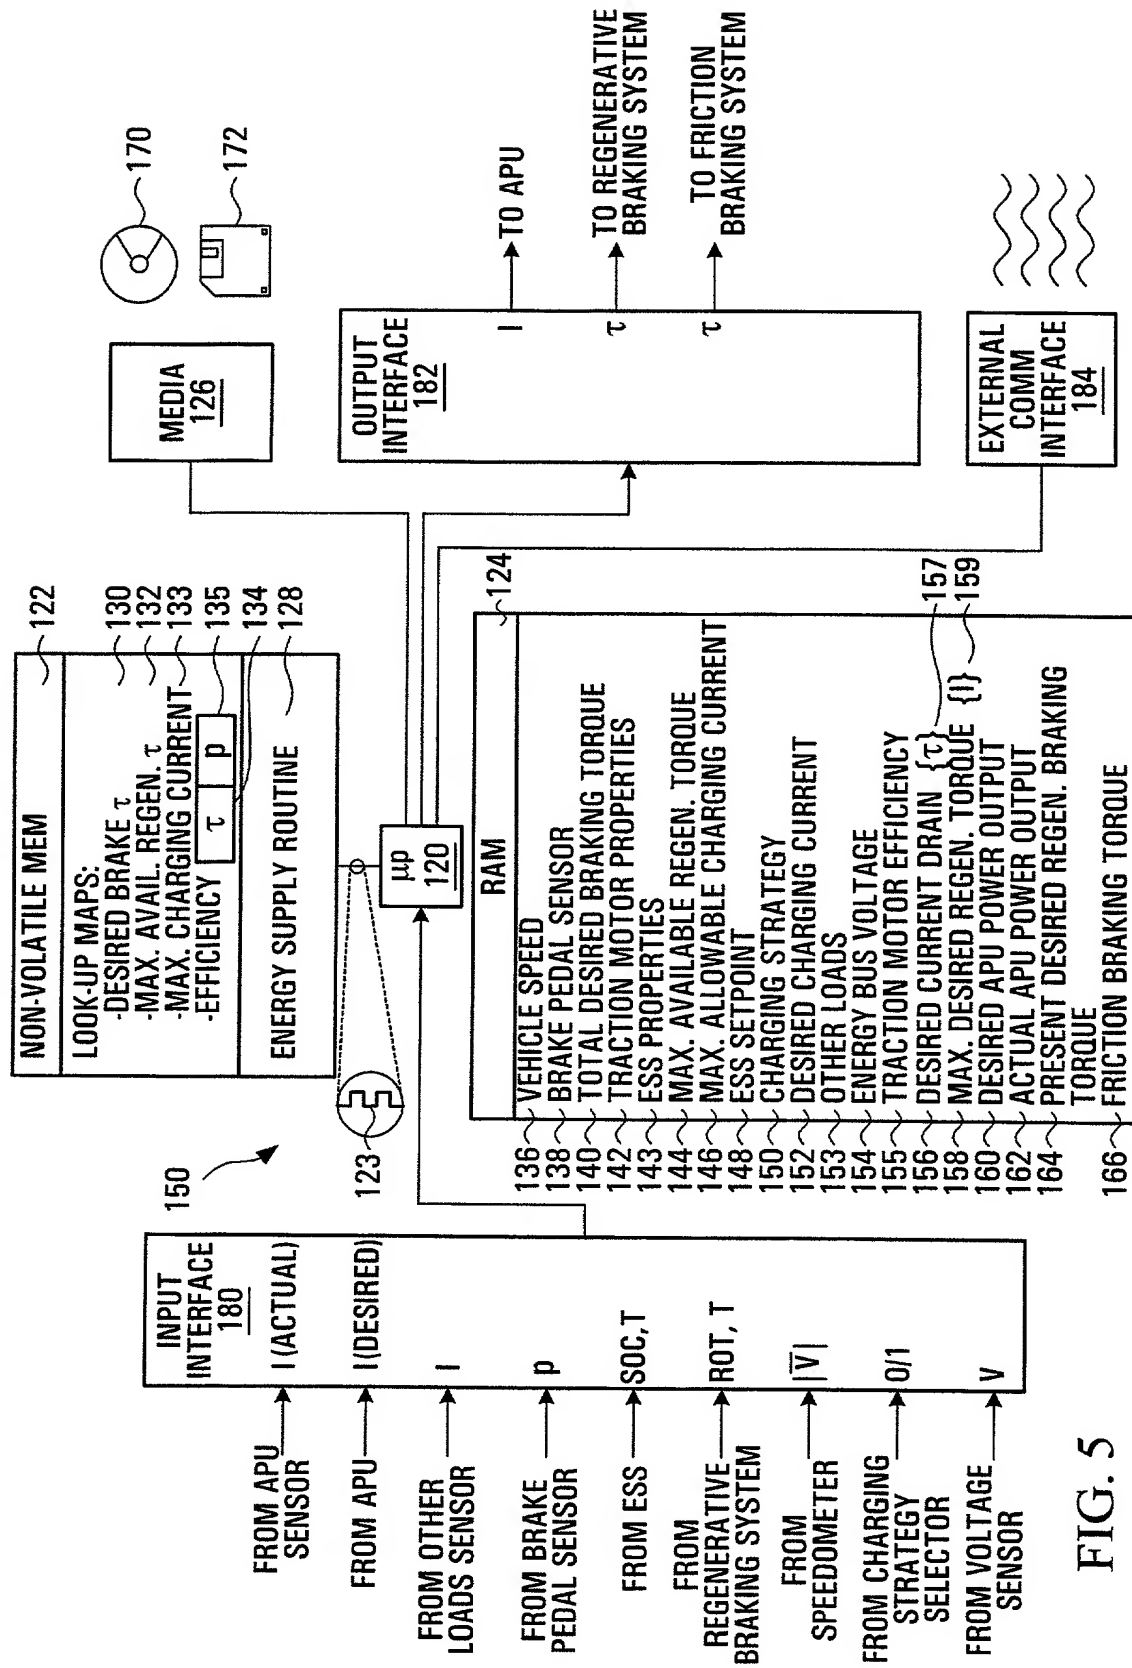 150
INPUT
INTERFACE
180
FROM APU
SENSOR
I (ACTUAL)
FROM APU
I(DESIRED)
FROM OTHER
LOADS SENSOR
I
FROM BRAKE
PEDAL SENSOR
p
FROM ESS
SOC,T
FROM
REGENERATIVE
BRAKING SYSTEM
ROT, T
FROM
SPEEDOMETER
|V̅|
FROM CHARGING
STRATEGY
SELECTOR
0/1
FROM VOLTAGE
SENSOR
V
NON-VOLATILE MEM
122
LOOK-UP MAPS:
-DESIRED BRAKE τ
130
-MAX. AVAIL. REGEN. τ
132
-MAX. CHARGING CURRENT
133
-EFFICIENCY
τ p
135
134
ENERGY SUPPLY ROUTINE
128
123
µp
120
RAM
124
136 VEHICLE SPEED
138 BRAKE PEDAL SENSOR
140 TOTAL DESIRED BRAKING TORQUE
142 TRACTION MOTOR PROPERTIES
143 ESS PROPERTIES
144 MAX. AVAILABLE REGEN. TORQUE
146 MAX. ALLOWABLE CHARGING CURRENT
148 ESS SETPOINT
150 CHARGING STRATEGY
152 DESIRED CHARGING CURRENT
153 OTHER LOADS
154 ENERGY BUS VOLTAGE
155 TRACTION MOTOR EFFICIENCY
156 DESIRED CURRENT DRAIN {τ} 157
158 MAX. DESIRED REGEN. TORQUE {I} 159
160 DESIRED APU POWER OUTPUT
162 ACTUAL APU POWER OUTPUT
164 PRESENT DESIRED REGEN. BRAKING
TORQUE
166 FRICTION BRAKING TORQUE
MEDIA
126
170
172
OUTPUT
INTERFACE
182
I
TO APU
τ
TO REGENERATIVE
BRAKING SYSTEM
τ
TO FRICTION
BRAKING SYSTEM
EXTERNAL
COMM
INTERFACE
184
FIG. 5